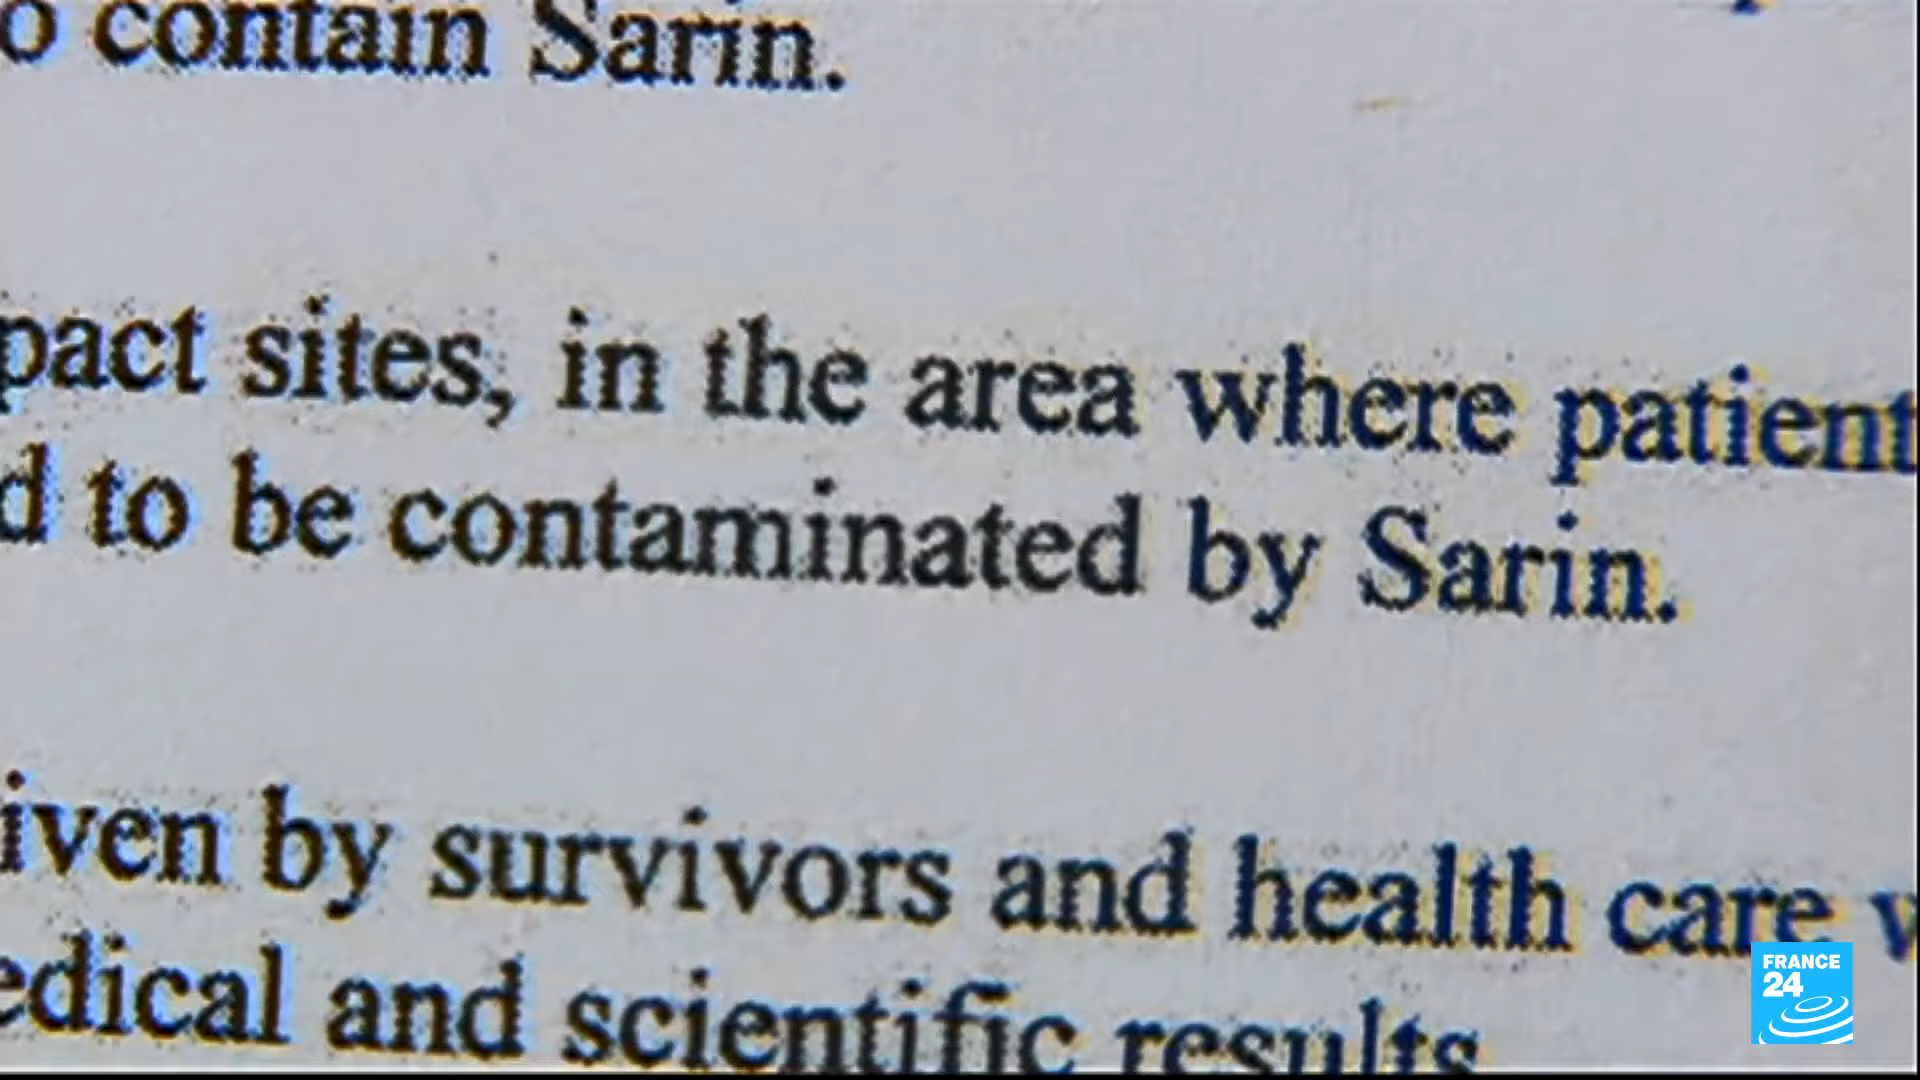 o contain Sarin.
pact sites, in the area where patient
d to be contaminated by Sarin.
iven by survivors and health care w
edical and scientific results
FRANCE
24